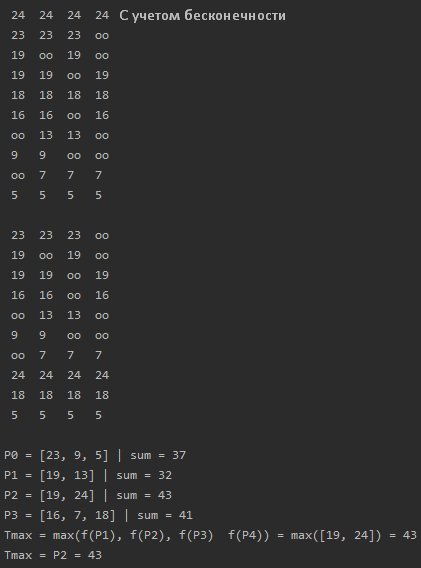 24 24 24 24 С учетом бесконечности
23 23 23 oo
19 oo 19 oo
19 19 oo 19
18 18 18 18
16 16 oo 16
oo 13 13 oo
9 9 oo oo
oo 7 7 7
5 5 5 5
23 23 23 oo
19 oo 19 oo
19 19 oo 19
16 16 oo 16
oo 13 13 oo
9 9 oo oo
oo 7 7 7
24 24 24 24
18 18 18 18
5 5 5 5
P0 = [23, 9, 5] | sum = 37
P1 = [19, 13] | sum = 32
P2 = [19, 24] | sum = 43
P3 = [16, 7, 18] | sum = 41
Tmax = max(f(P1), f(P2), f(P3) f(P4)) = max([19, 24]) = 43
Tmax = P2 = 43